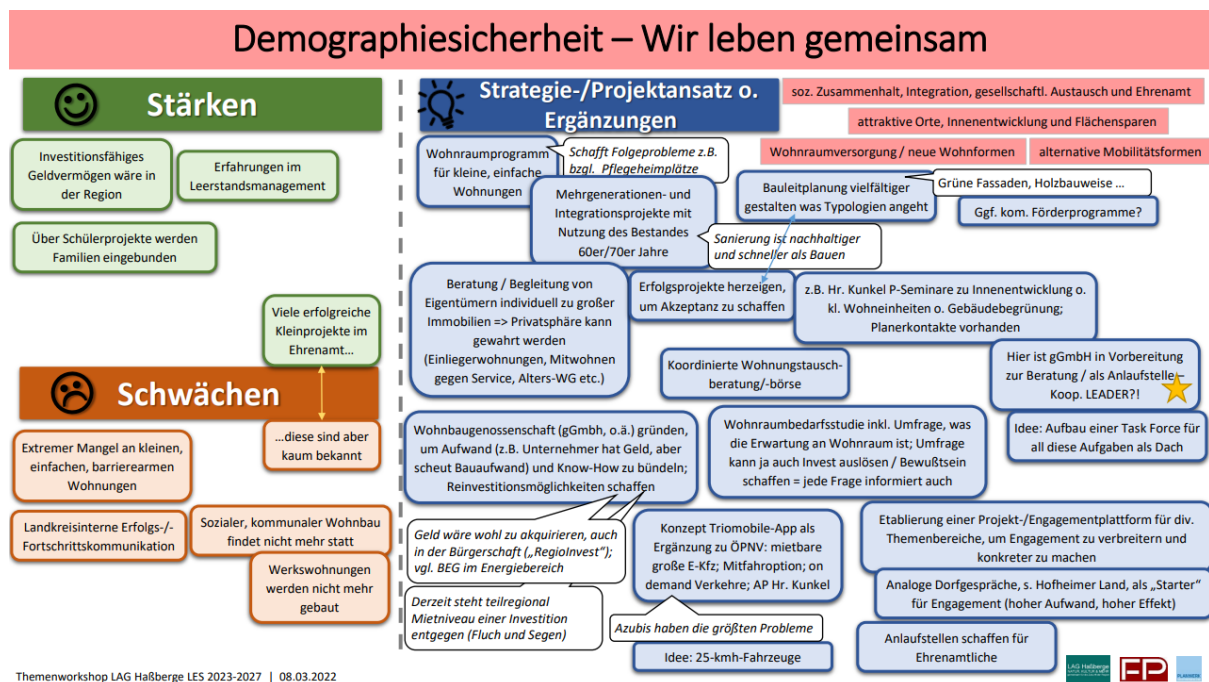 Demographiesicherheit – Wir leben gemeinsam
Stärken
Investitionsfähiges
Geldvermögen wäre in
der Region
Erfahrungen im
Leerstandsmanagement
Über Schülerprojekte werden
Familien eingebunden
Viele erfolgreiche
Kleinprojekte im
Ehrenamt…
Schwächen
…diese sind aber
kaum bekannt
Extremer Mangel an kleinen,
einfachen, barrierearmen
Wohnungen
Landkreisinterne Erfolgs-/-
Fortschrittskommunikation
Sozialer, kommunaler Wohnbau
findet nicht mehr statt
Werkswohnungen
werden nicht mehr
gebaut
Strategie-/Projektansatz o.
Ergänzungen
soz. Zusammenhalt, Integration, gesellschaftl. Austausch und Ehrenamt
attraktive Orte, Innenentwicklung und Flächensparen
Wohnraumversorgung / neue Wohnformen
alternative Mobilitätsformen
Wohnraumprogramm
für kleine, einfache
Wohnungen
Schafft Folgeprobleme z.B.
bzgl. Pflegeheimplätze
Mehrgenerationen- und
Integrationsprojekte mit
Nutzung des Bestandes
60er/70er Jahre
Bauleitplanung vielfältiger
gestalten was Typologien angeht
Grüne Fassaden, Holzbauweise …
Ggf. kom. Förderprogramme?
Sanierung ist nachhaltiger
und schneller als Bauen
Beratung / Begleitung von
Eigentümern individuell zu großer
Immobilien => Privatsphäre kann
gewahrt werden
(Einliegerwohnungen, Mitwohnen
gegen Service, Alters-WG etc.)
Erfolgsprojekte herzeigen,
um Akzeptanz zu schaffen
z.B. Hr. Kunkel P-Seminare zu Innenentwicklung o.
kl. Wohneinheiten o. Gebäudebegrünung;
Planerkontakte vorhanden
Koordinierte Wohnungstausch-
beratung/-börse
Hier ist gGmbH in Vorbereitung
zur Beratung / als Anlaufstelle –
Koop. LEADER?!
Idee: Aufbau einer Task Force für
all diese Aufgaben als Dach
Wohnbaugenossenschaft (gGmbh, o.ä.) gründen,
um Aufwand (z.B. Unternehmer hat Geld, aber
scheut Bauaufwand) und Know-How zu bündeln;
Reinvestitionsmöglichkeiten schaffen
Wohnraumbedarfsstudie inkl. Umfrage, was
die Erwartung an Wohnraum ist; Umfrage
kann ja auch Invest auslösen / Bewußtsein
schaffen = jede Frage informiert auch
Geld wäre wohl zu akquirieren, auch
in der Bürgerschaft („RegioInvest“);
vgl. BEG im Energiebereich
Derzeit steht teilregional
Mietniveau einer Investition
entgegen (Fluch und Segen)
Konzept Triomobile-App als
Ergänzung zu ÖPNV: mietbare
große E-Kfz; Mitfahroption; on
demand Verkehre; AP Hr. Kunkel
Azubis haben die größten Probleme
Idee: 25-kmh-Fahrzeuge
Etablierung einer Projekt-/Engagementplattform für div.
Themenbereiche, um Engagement zu verbreitern und
konkreter zu machen
Analoge Dorfgespräche, s. Hofheimer Land, als „Starter“
für Engagement (hoher Aufwand, hoher Effekt)
Anlaufstellen schaffen für
Ehrenamtliche
Themenworkshop LAG Haßberge LES 2023-2027 | 08.03.2022
LAG Haßberge
FP